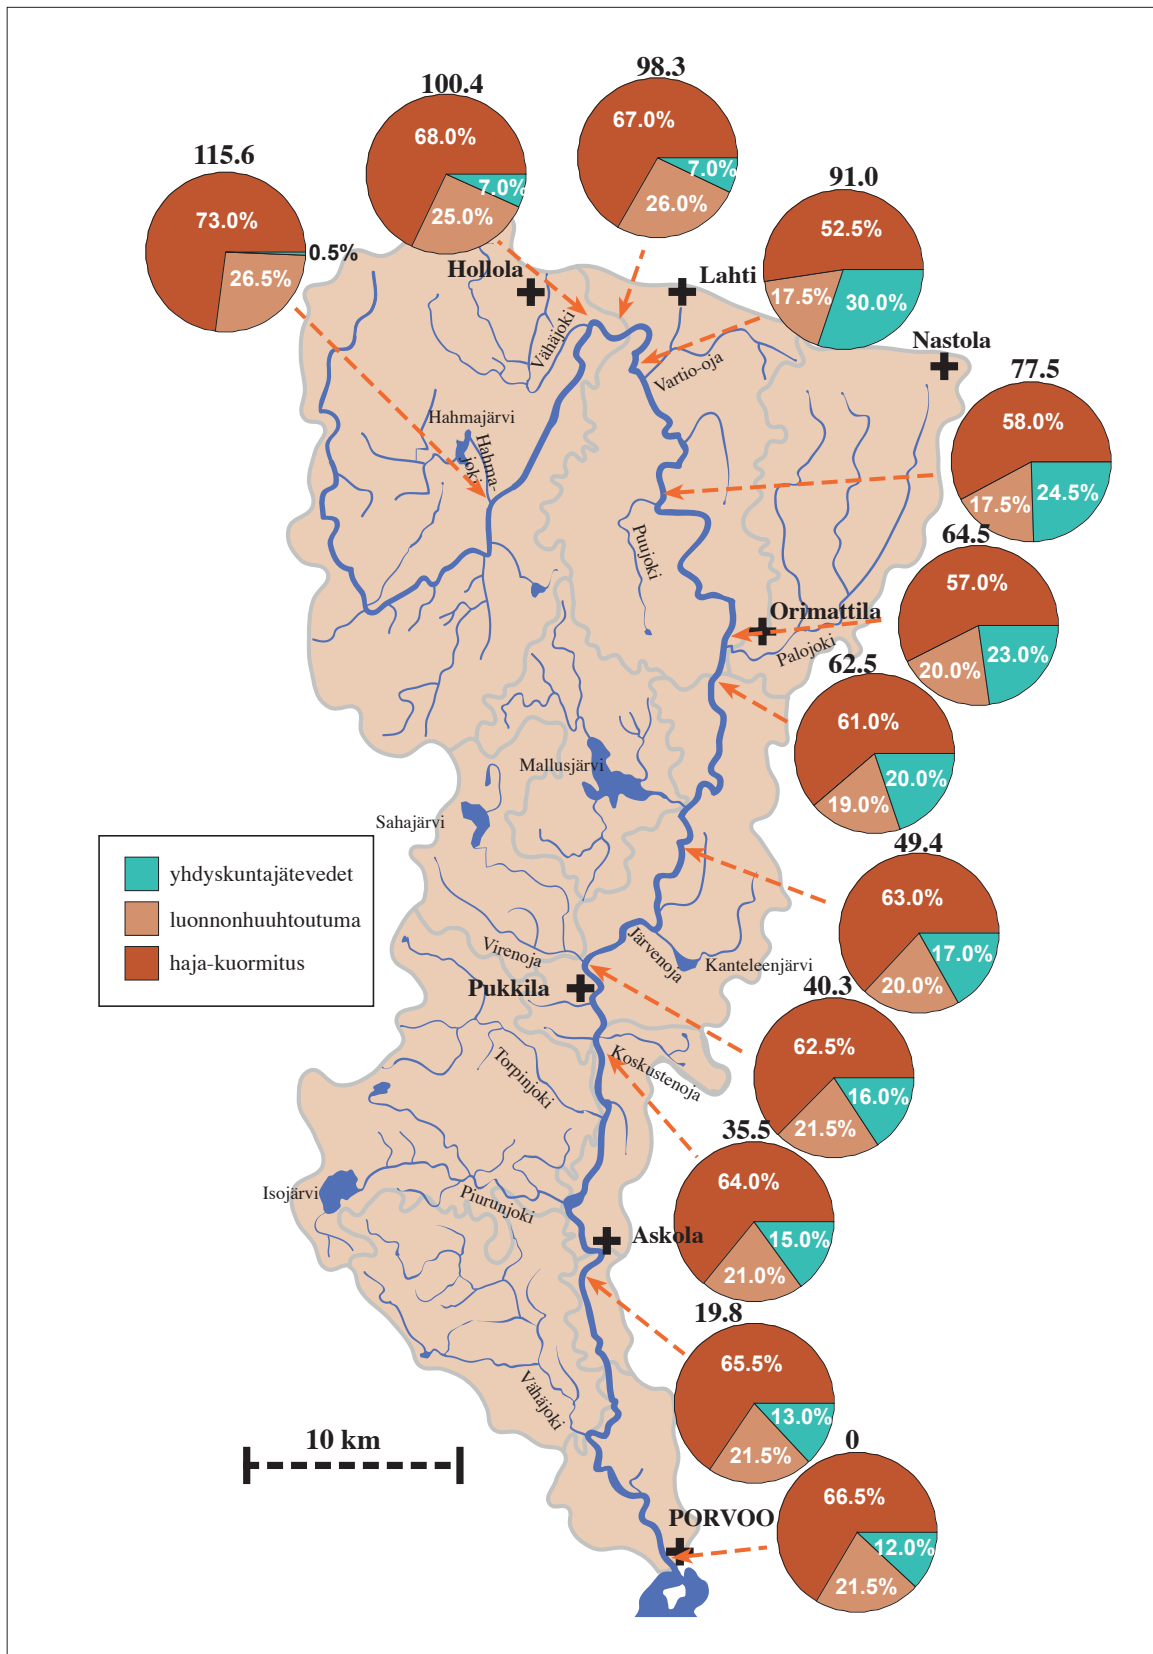 98.3
67.0%
7.0%
26.0%
100.4
68.0%
7.0%
25.0%
115.6
73.0%
0.5%
26.5%
91.0
52.5%
17.5%
30.0%
Hollola
Lahti
Nastola
Vähäjoki
Vartio-oja
77.5
58.0%
17.5%
24.5%
Hahmajärvi
Hahma-
joki
Puujoki
64.5
57.0%
20.0%
23.0%
Orimattila
Palojoki
62.5
61.0%
19.0%
20.0%
Mallusjärvi
Sahajärvi
49.4
63.0%
20.0%
17.0%
yhdyskuntajätevedet
luonnonhuuhtoutuma
haja-kuormitus
Virenoja
Järvenoja
Kanteleenjärvi
Pukkila
40.3
62.5%
21.5%
16.0%
Koskustenoja
Torpinjoki
35.5
64.0%
21.0%
15.0%
Isojärvi
Piurunjoki
Askola
19.8
65.5%
21.5%
13.0%
Vähäjoki
10 km
0
66.5%
21.5%
12.0%
PORVOO